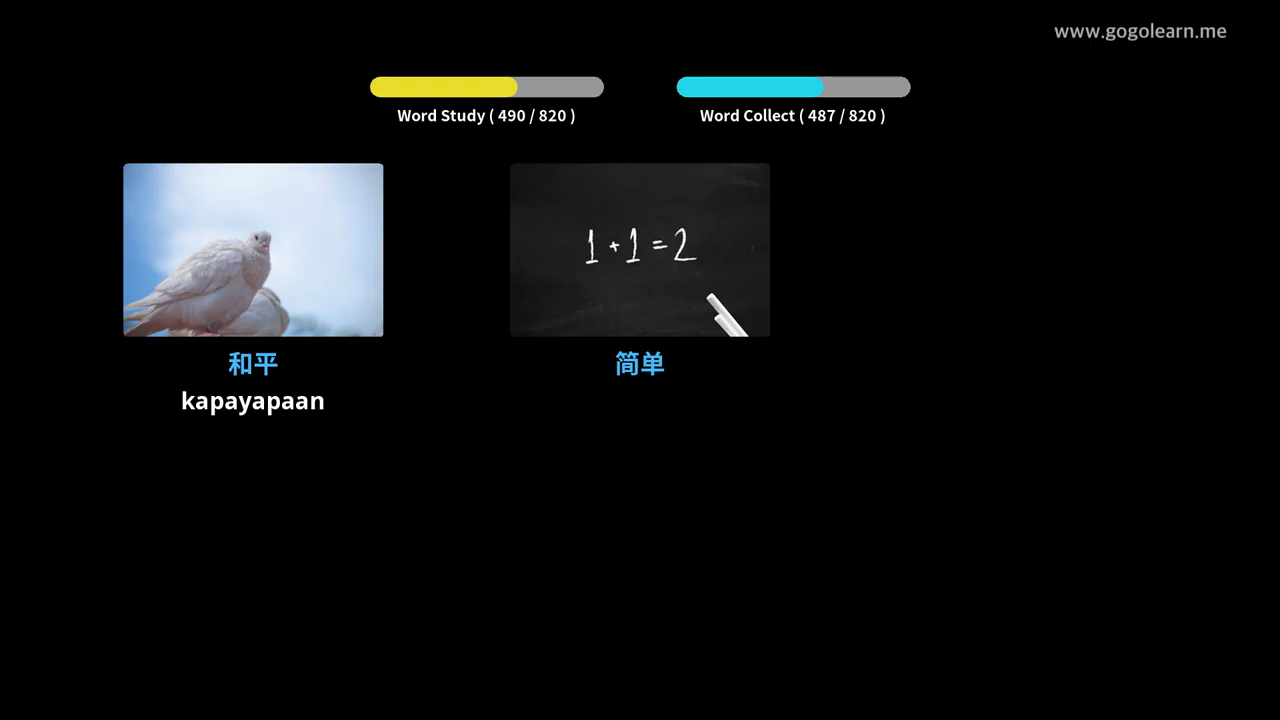 www.gogolearn.me
Word Study ( 490 / 820 )
Word Collect ( 487 / 820 )
1 + 1 = 2
和平
简单
kapayapaan